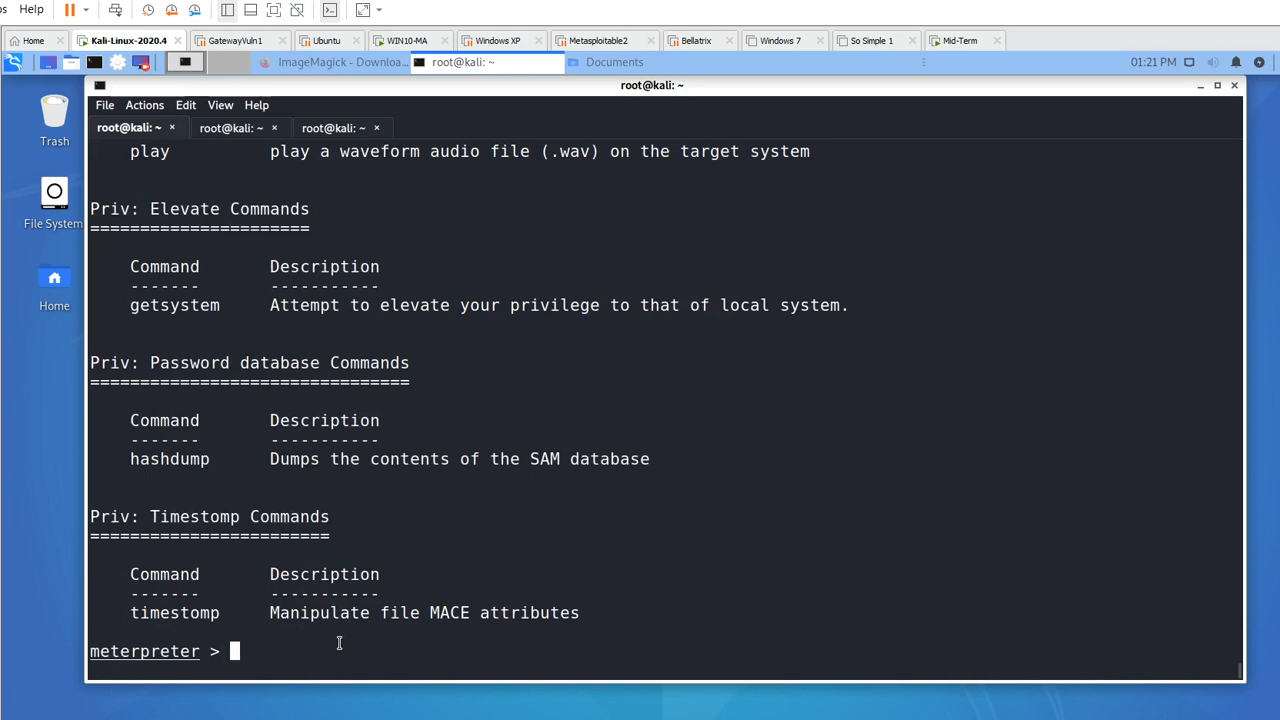 s Help
Home Kali-Linux-2020.4 GatewayVuln1 Ubuntu WIN10-MA Windows XP Metasploitable2 Bellatrix Windows 7 So Simple 1 Mid-Term
ImageMagick - Downloa... root@kali: ~ Documents 01:21 PM
root@kali: ~
File Actions Edit View Help
root@kali: ~ root@kali: ~ root@kali: ~
Trash
File System
Home
play play a waveform audio file (.wav) on the target system
Priv: Elevate Commands
======================
Command Description
------- -----------
getsystem Attempt to elevate your privilege to that of local system.
Priv: Password database Commands
================================
Command Description
------- -----------
hashdump Dumps the contents of the SAM database
Priv: Timestomp Commands
========================
Command Description
------- -----------
timestomp Manipulate file MACE attributes
meterpreter >